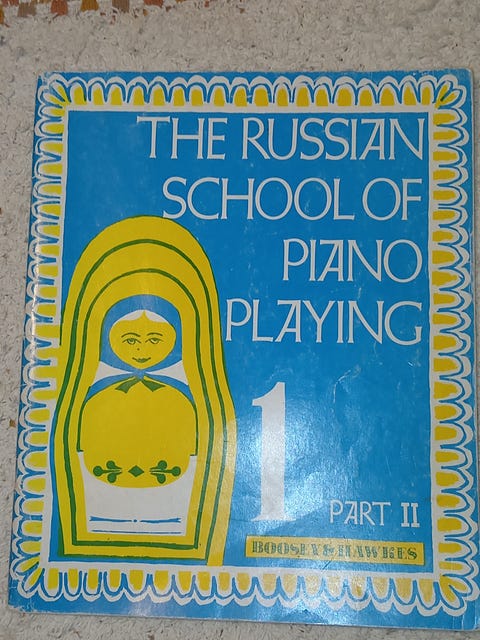 THE RUSSIAN
SCHOOL OF
PIANO
PLAYING
1
PART II
BOOSEY & HAWKES